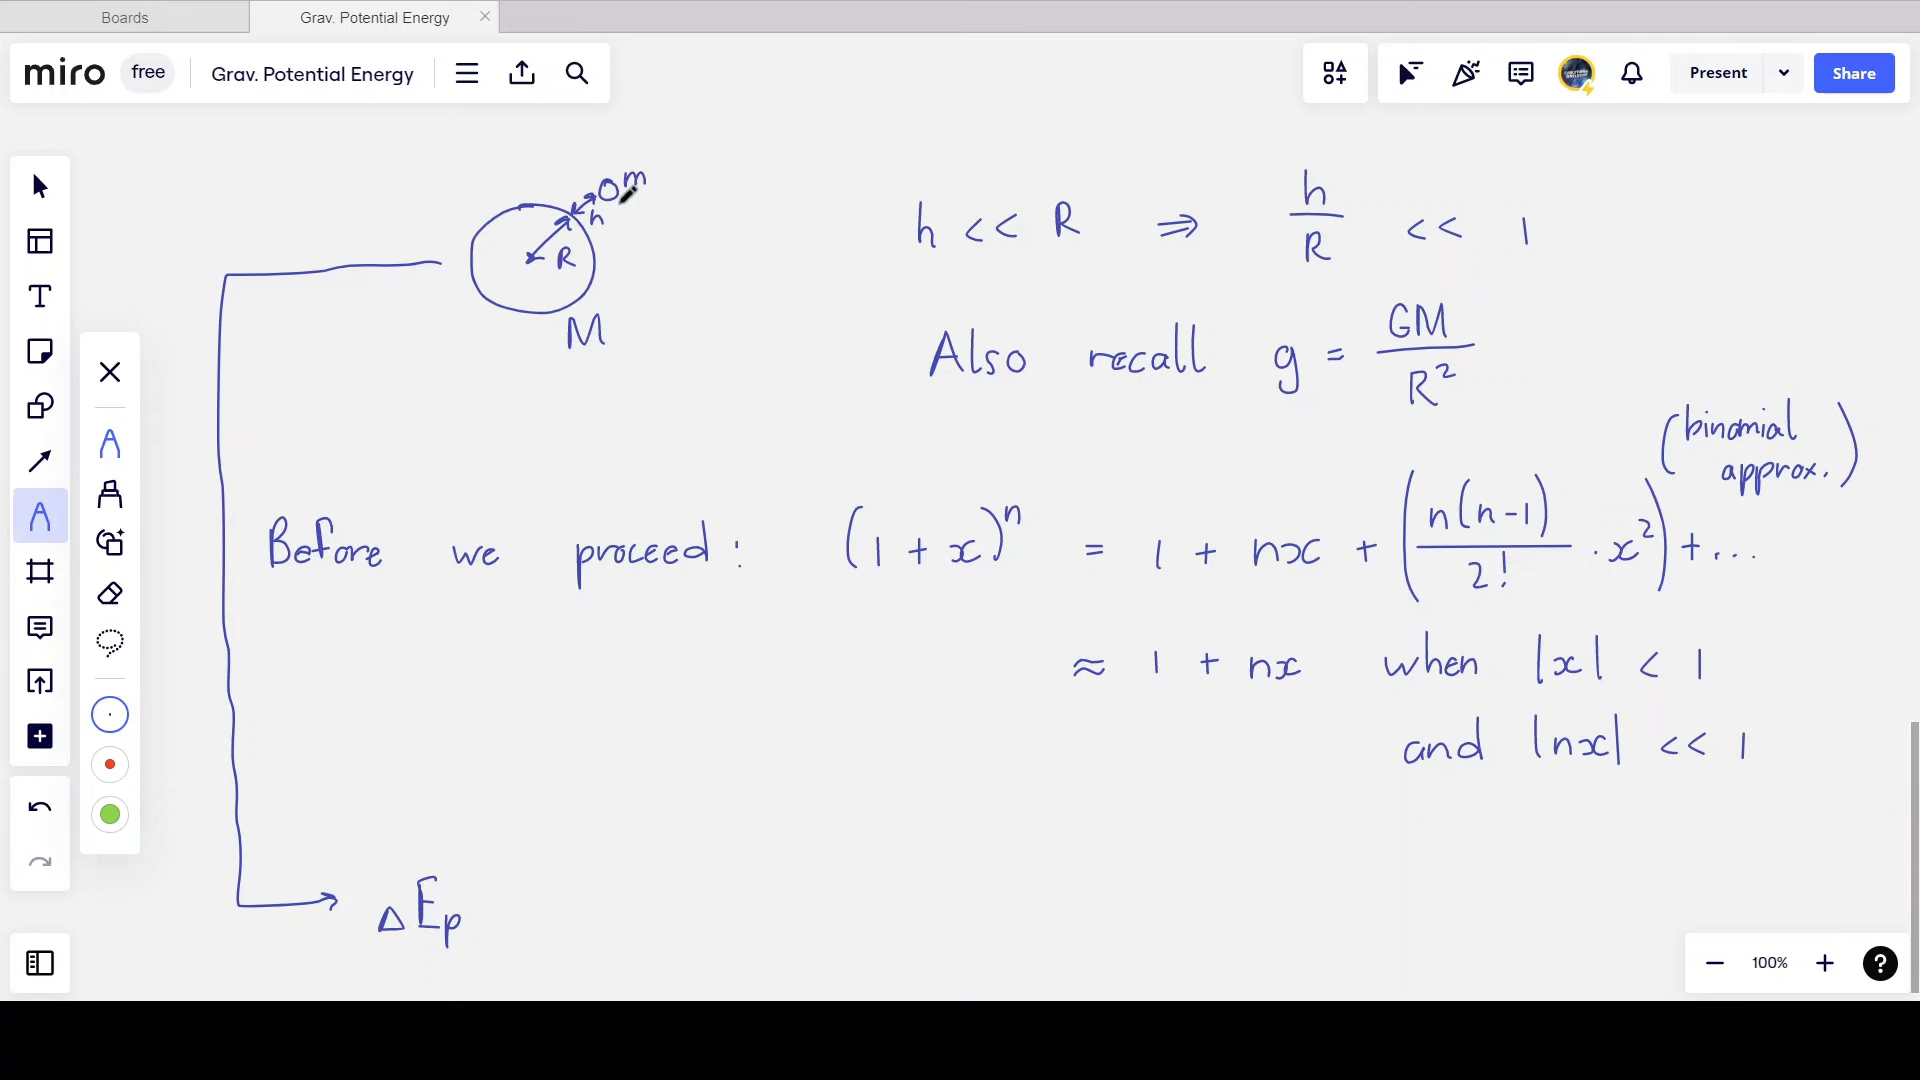 Boards
Grav. Potential Energy
miro free Grav. Potential Energy
Present
Share
m
h
R
M
h << R ⇒ h/R << 1
Also recall g = GM/R²
(binomial approx.)
Before we proceed: (1 + x)ⁿ = 1 + nx + (n(n-1)/2! · x²) + ...
≈ 1 + nx when |x| < 1
and |nx| << 1
Δ Ep
100%